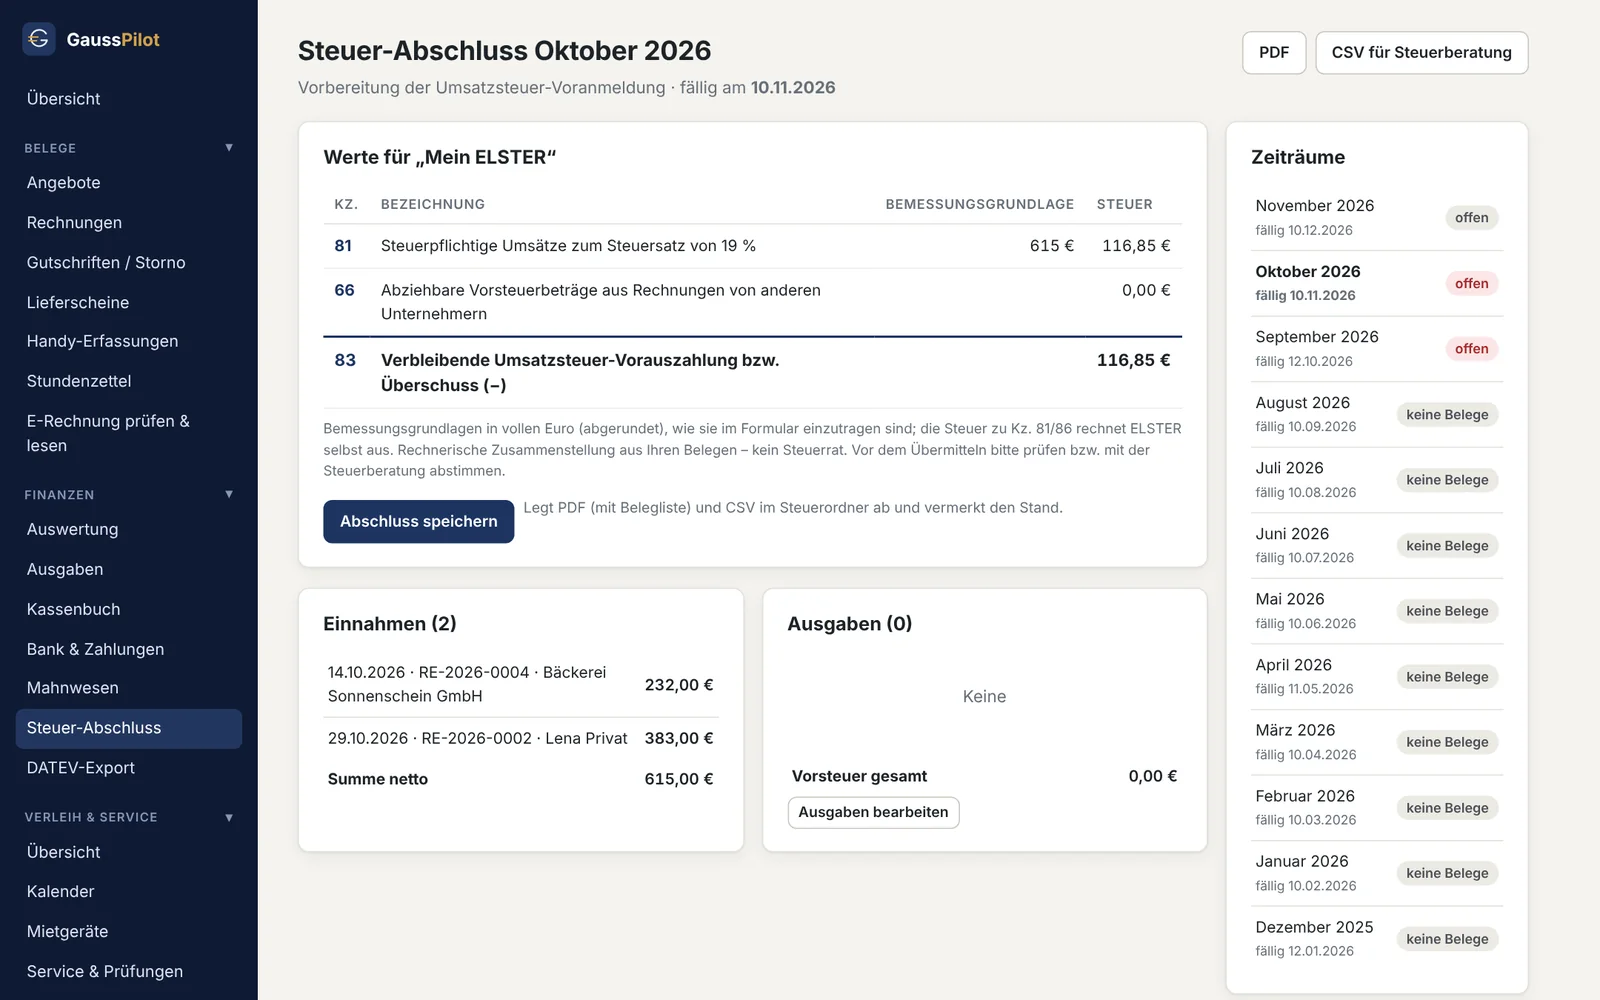 GaussPilot
Übersicht
BELEGE ▼
Angebote
Rechnungen
Gutschriften / Storno
Lieferscheine
Handy-Erfassungen
Stundenzettel
E-Rechnung prüfen &
lesen
FINANZEN ▼
Auswertung
Ausgaben
Kassenbuch
Bank & Zahlungen
Mahnwesen
Steuer-Abschluss
DATEV-Export
VERLEIH & SERVICE ▼
Übersicht
Kalender
Mietgeräte
Service & Prüfungen
Steuer-Abschluss Oktober 2026
Vorbereitung der Umsatzsteuer-Voranmeldung · fällig am 10.11.2026
PDF
CSV für Steuerberatung
Werte für „Mein ELSTER“
KZ. BEZEICHNUNG BEMESSUNGSGRUNDLAGE STEUER
81 Steuerpflichtige Umsätze zum Steuersatz von 19 % 615 € 116,85 €
66 Abziehbare Vorsteuerbeträge aus Rechnungen von anderen 0,00 €
Unternehmern
83 Verbleibende Umsatzsteuer-Vorauszahlung bzw. 116,85 €
Überschuss (−)
Bemessungsgrundlagen in vollen Euro (abgerundet), wie sie im Formular einzutragen sind; die Steuer zu Kz. 81/86 rechnet ELSTER
selbst aus. Rechnerische Zusammenstellung aus Ihren Belegen – kein Steuerrat. Vor dem Übermitteln bitte prüfen bzw. mit der
Steuerberatung abstimmen.
Abschluss speichern
Legt PDF (mit Belegliste) und CSV im Steuerordner ab und vermerkt den Stand.
Einnahmen (2)
14.10.2026 · RE-2026-0004 · Bäckerei
Sonnenschein GmbH 232,00 €
29.10.2026 · RE-2026-0002 · Lena Privat 383,00 €
Summe netto 615,00 €
Ausgaben (0)
Keine
Vorsteuer gesamt 0,00 €
Ausgaben bearbeiten
Zeiträume
November 2026
fällig 10.12.2026
offen
Oktober 2026
fällig 10.11.2026
offen
September 2026
fällig 12.10.2026
offen
August 2026
fällig 10.09.2026
keine Belege
Juli 2026
fällig 10.08.2026
keine Belege
Juni 2026
fällig 10.07.2026
keine Belege
Mai 2026
fällig 10.06.2026
keine Belege
April 2026
fällig 11.05.2026
keine Belege
März 2026
fällig 10.04.2026
keine Belege
Februar 2026
fällig 10.03.2026
keine Belege
Januar 2026
fällig 10.02.2026
keine Belege
Dezember 2025
fällig 12.01.2026
keine Belege